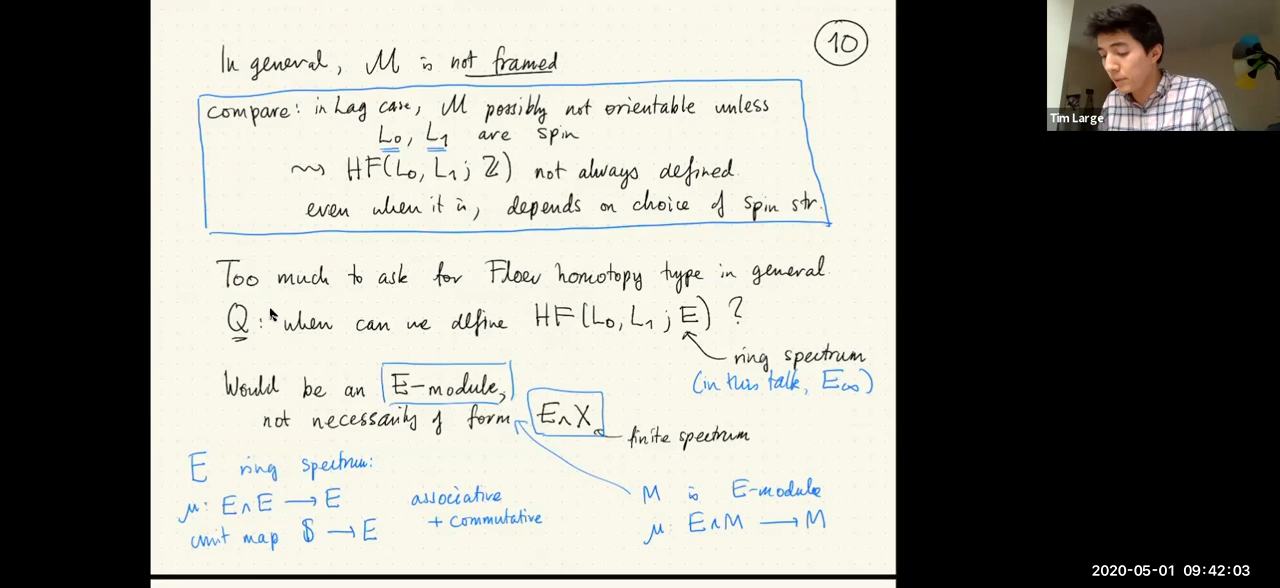 10
In general, M is not framed
compare: in Lag case, M possibly not orientable unless
L₀, L₁ are spin
⇝ HF(L₀, L₁; ℤ) not always defined.
even when it is, depends on choice of spin str.
Too much to ask for Floer homotopy type in general.
Q: when can we define HF(L₀, L₁; E) ?
ring spectrum
(in this talk, E∞)
Would be an E-module,
not necessarily of form E∧X
finite spectrum
E ring spectrum:
μ: E∧E → E
unit map 𝕊 → E
associative
+ commutative
M is E-module
μ: E∧M → M
Tim Large
2020-05-01 09:42:03